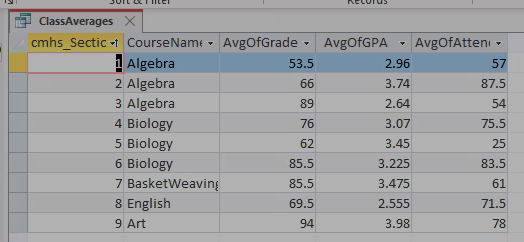 Records
ClassAverages
cmhs_Sectic CourseName AvgOfGrade AvgOfGPA AvgOfAtten
1 Algebra 53.5 2.96 57
2 Algebra 66 3.74 87.5
3 Algebra 89 2.64 54
4 Biology 76 3.07 75.5
5 Biology 62 3.45 25
6 Biology 85.5 3.225 83.5
7 BasketWeaving 85.5 3.475 61
8 English 69.5 2.555 71.5
9 Art 94 3.98 78